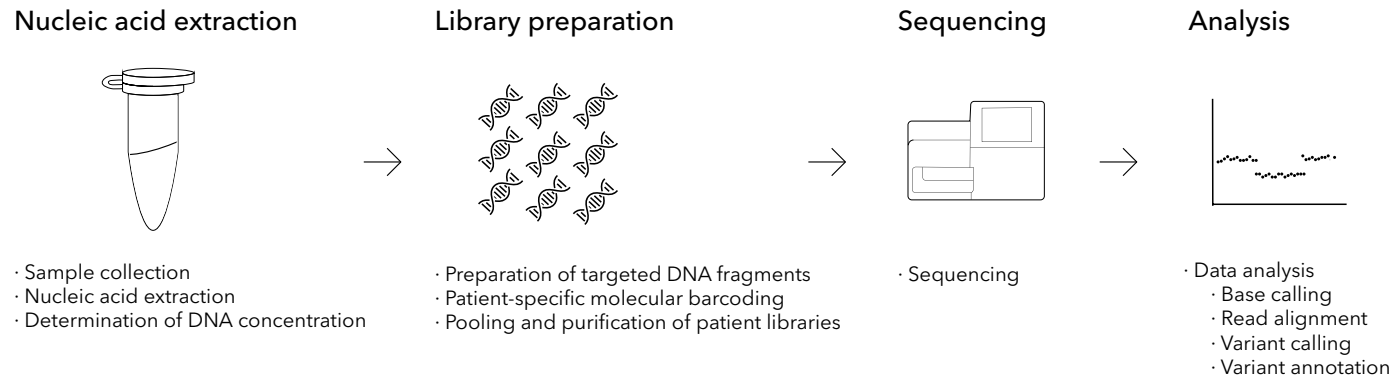 Nucleic acid extraction
· Sample collection
· Nucleic acid extraction
· Determination of DNA concentration
Library preparation
· Preparation of targeted DNA fragments
· Patient-specific molecular barcoding
· Pooling and purification of patient libraries
Sequencing
· Sequencing
Analysis
· Data analysis
· Base calling
· Read alignment
· Variant calling
· Variant annotation